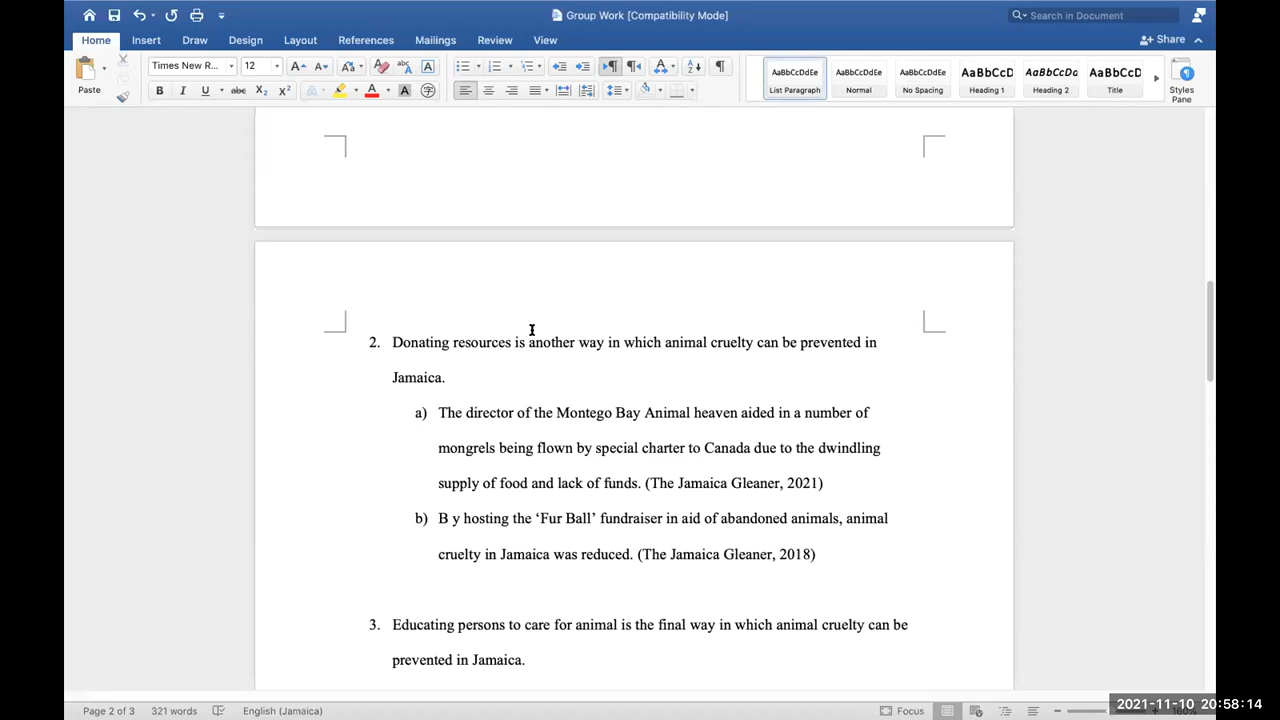 Group Work [Compatibility Mode]
Search in Document
Home Insert Draw Design Layout References Mailings Review View
Share
Paste
Times New R...
12
AaBbCcDdEe
List Paragraph
AaBbCcDdEe
Normal
AaBbCcDdEe
No Spacing
AaBbCcD
Heading 1
AaBbCcDd
Heading 2
AaBbCcD
Title
Styles
Pane
2. Donating resources is another way in which animal cruelty can be prevented in
Jamaica.
a) The director of the Montego Bay Animal heaven aided in a number of
mongrels being flown by special charter to Canada due to the dwindling
supply of food and lack of funds. (The Jamaica Gleaner, 2021)
b) B y hosting the ‘Fur Ball’ fundraiser in aid of abandoned animals, animal
cruelty in Jamaica was reduced. (The Jamaica Gleaner, 2018)
3. Educating persons to care for animal is the final way in which animal cruelty can be
prevented in Jamaica.
Page 2 of 3
321 words
English (Jamaica)
Focus
2021-11-10 20:58:14